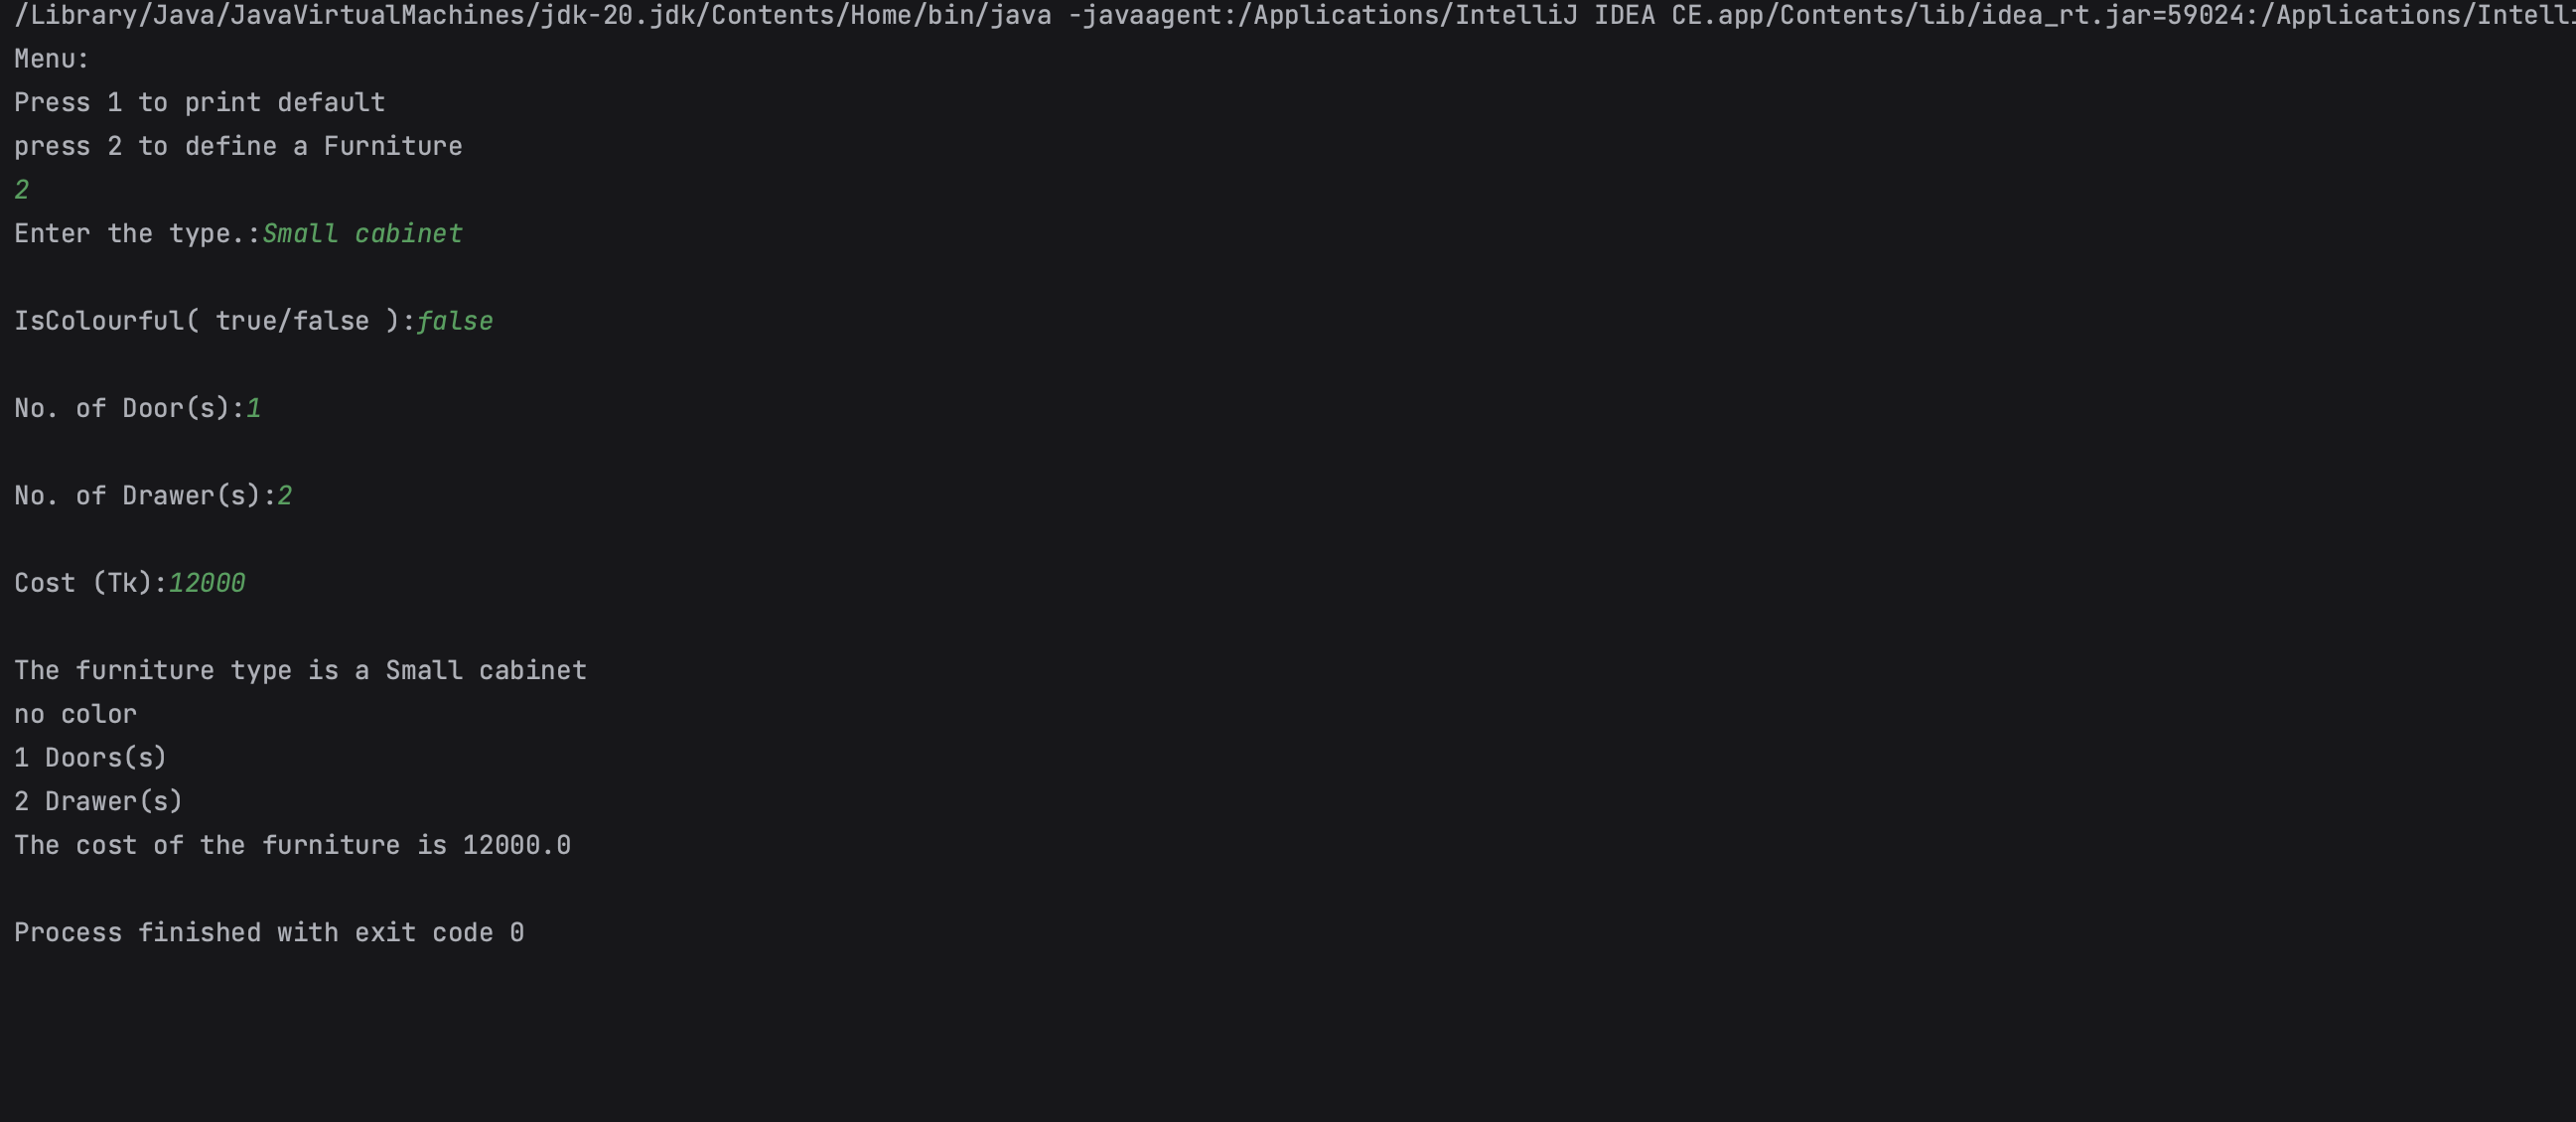 /Library/Java/JavaVirtualMachines/jdk-20.jdk/Contents/Home/bin/java -javaagent:/Applications/IntelliJ IDEA CE.app/Contents/lib/idea_rt.jar=59024:/Applications/Intelli
Menu:
Press 1 to print default
press 2 to define a Furniture
2
Enter the type.:Small cabinet
IsColourful( true/false ):false
No. of Door(s):1
No. of Drawer(s):2
Cost (Tk):12000
The furniture type is a Small cabinet
no color
1 Doors(s)
2 Drawer(s)
The cost of the furniture is 12000.0
Process finished with exit code 0